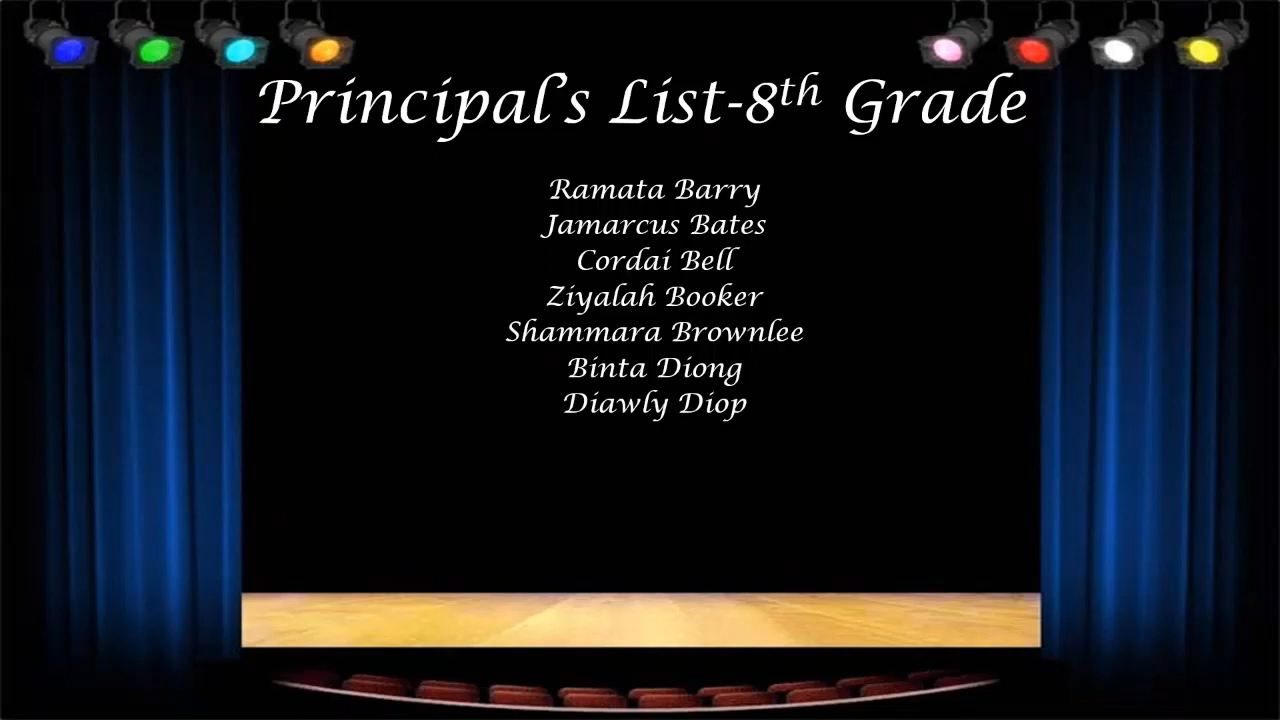 Principal's List-8th Grade
Ramata Barry
Jamarcus Bates
Cordai Bell
Ziyalah Booker
Shammara Brownlee
Binta Diong
Diawly Diop